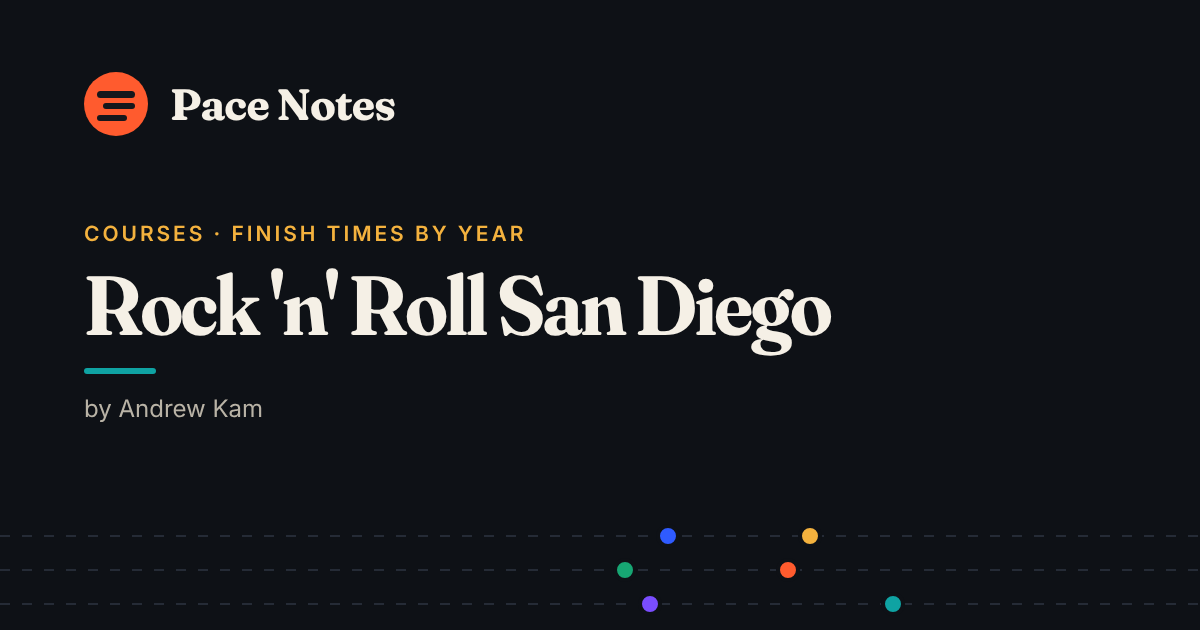 Pace Notes
COURSES · FINISH TIMES BY YEAR
Rock 'n' Roll San Diego
by Andrew Kam